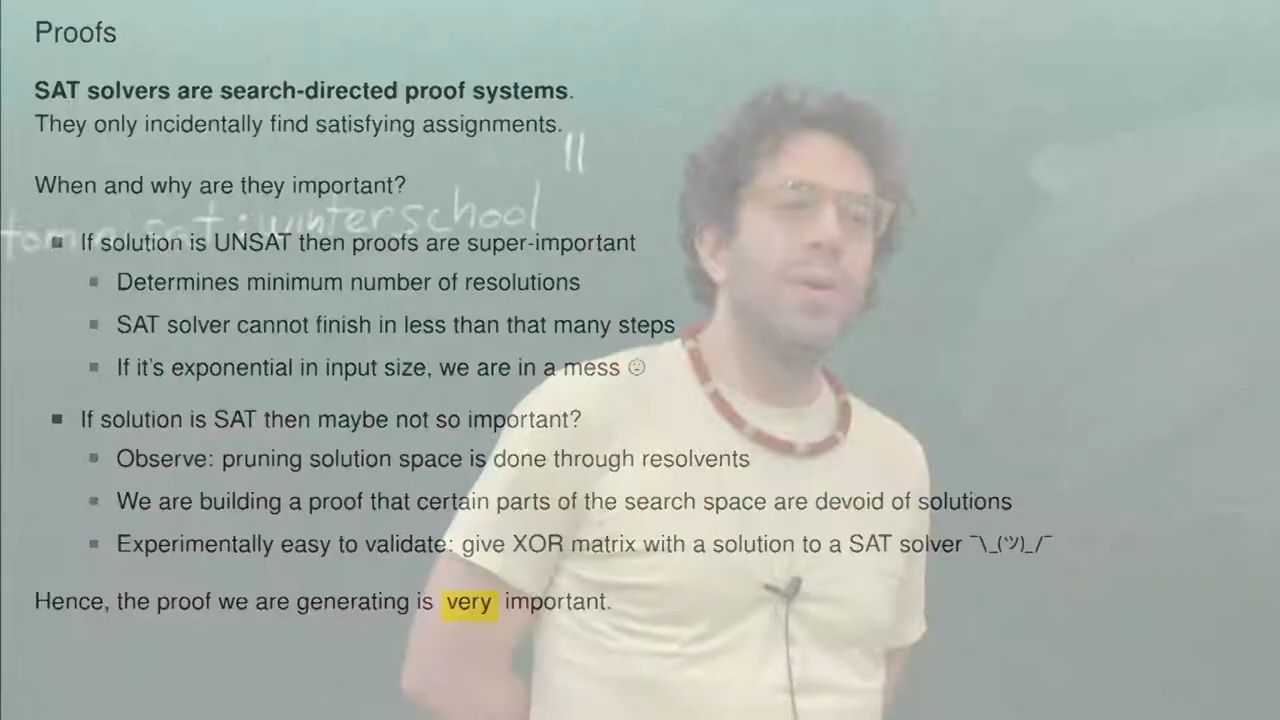 Proofs
SAT solvers are search-directed proof systems.
They only incidentally find satisfying assignments.
When and why are they important?
winterschool
If solution is UNSAT then proofs are super-important
Determines minimum number of resolutions
SAT solver cannot finish in less than that many steps
If it's exponential in input size, we are in a mess ☹
If solution is SAT then maybe not so important?
Observe: pruning solution space is done through resolvents
We are building a proof that certain parts of the search space are devoid of solutions
Experimentally easy to validate: give XOR matrix with a solution to a SAT solver ¯\_(ツ)_/¯
Hence, the proof we are generating is very important.